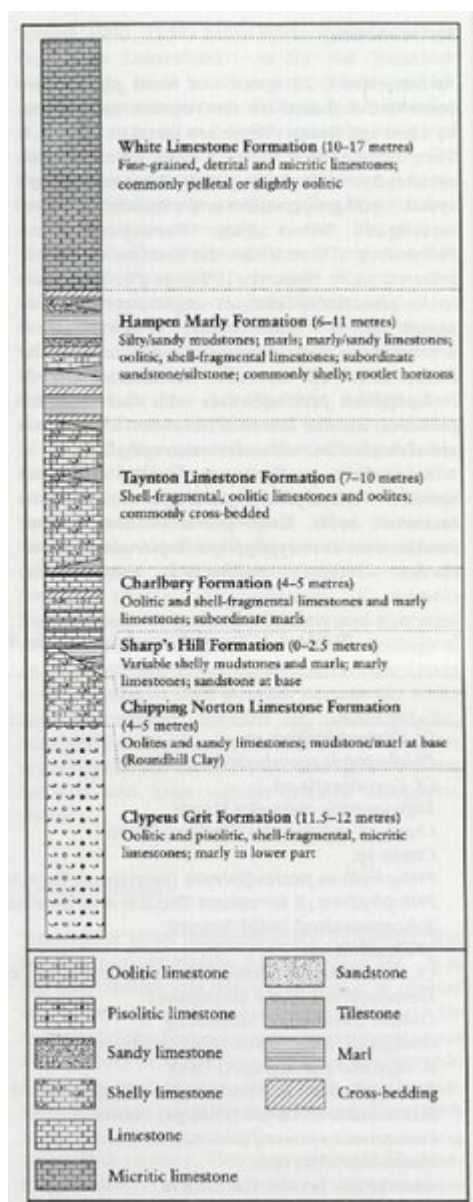 White Limestone Formation (10–17 metres)
Fine-grained, detrital and micritic limestones;
commonly pelletal or slightly oolitic
Hampen Marly Formation (6–11 metres)
Silty/sandy mudstones; marls; marly/sandy limestones;
oolitic, shell-fragmental limestones; subordinate
sandstone/siltstone; commonly shelly; rootlet horizons
Taynton Limestone Formation (7–10 metres)
Shell-fragmental, oolitic limestones and oolites;
commonly cross-bedded
Charlbury Formation (4–5 metres)
Oolitic and shell-fragmental limestones and marly
limestones; subordinate marls
Sharp's Hill Formation (0–2.5 metres)
Variable shelly mudstones and marls; marly
limestones; sandstone at base
Chipping Norton Limestone Formation
(4–5 metres)
Oolites and sandy limestones; mudstone/marl at base
(Roundhill Clay)
Clypeus Grit Formation (11.5–12 metres)
Oolitic and pisolitic, shell-fragmental, micritic
limestones; marly in lower part
Oolitic limestone
Pisolitic limestone
Sandy limestone
Shelly limestone
Limestone
Micritic limestone
Sandstone
Tilestone
Marl
Cross-bedding